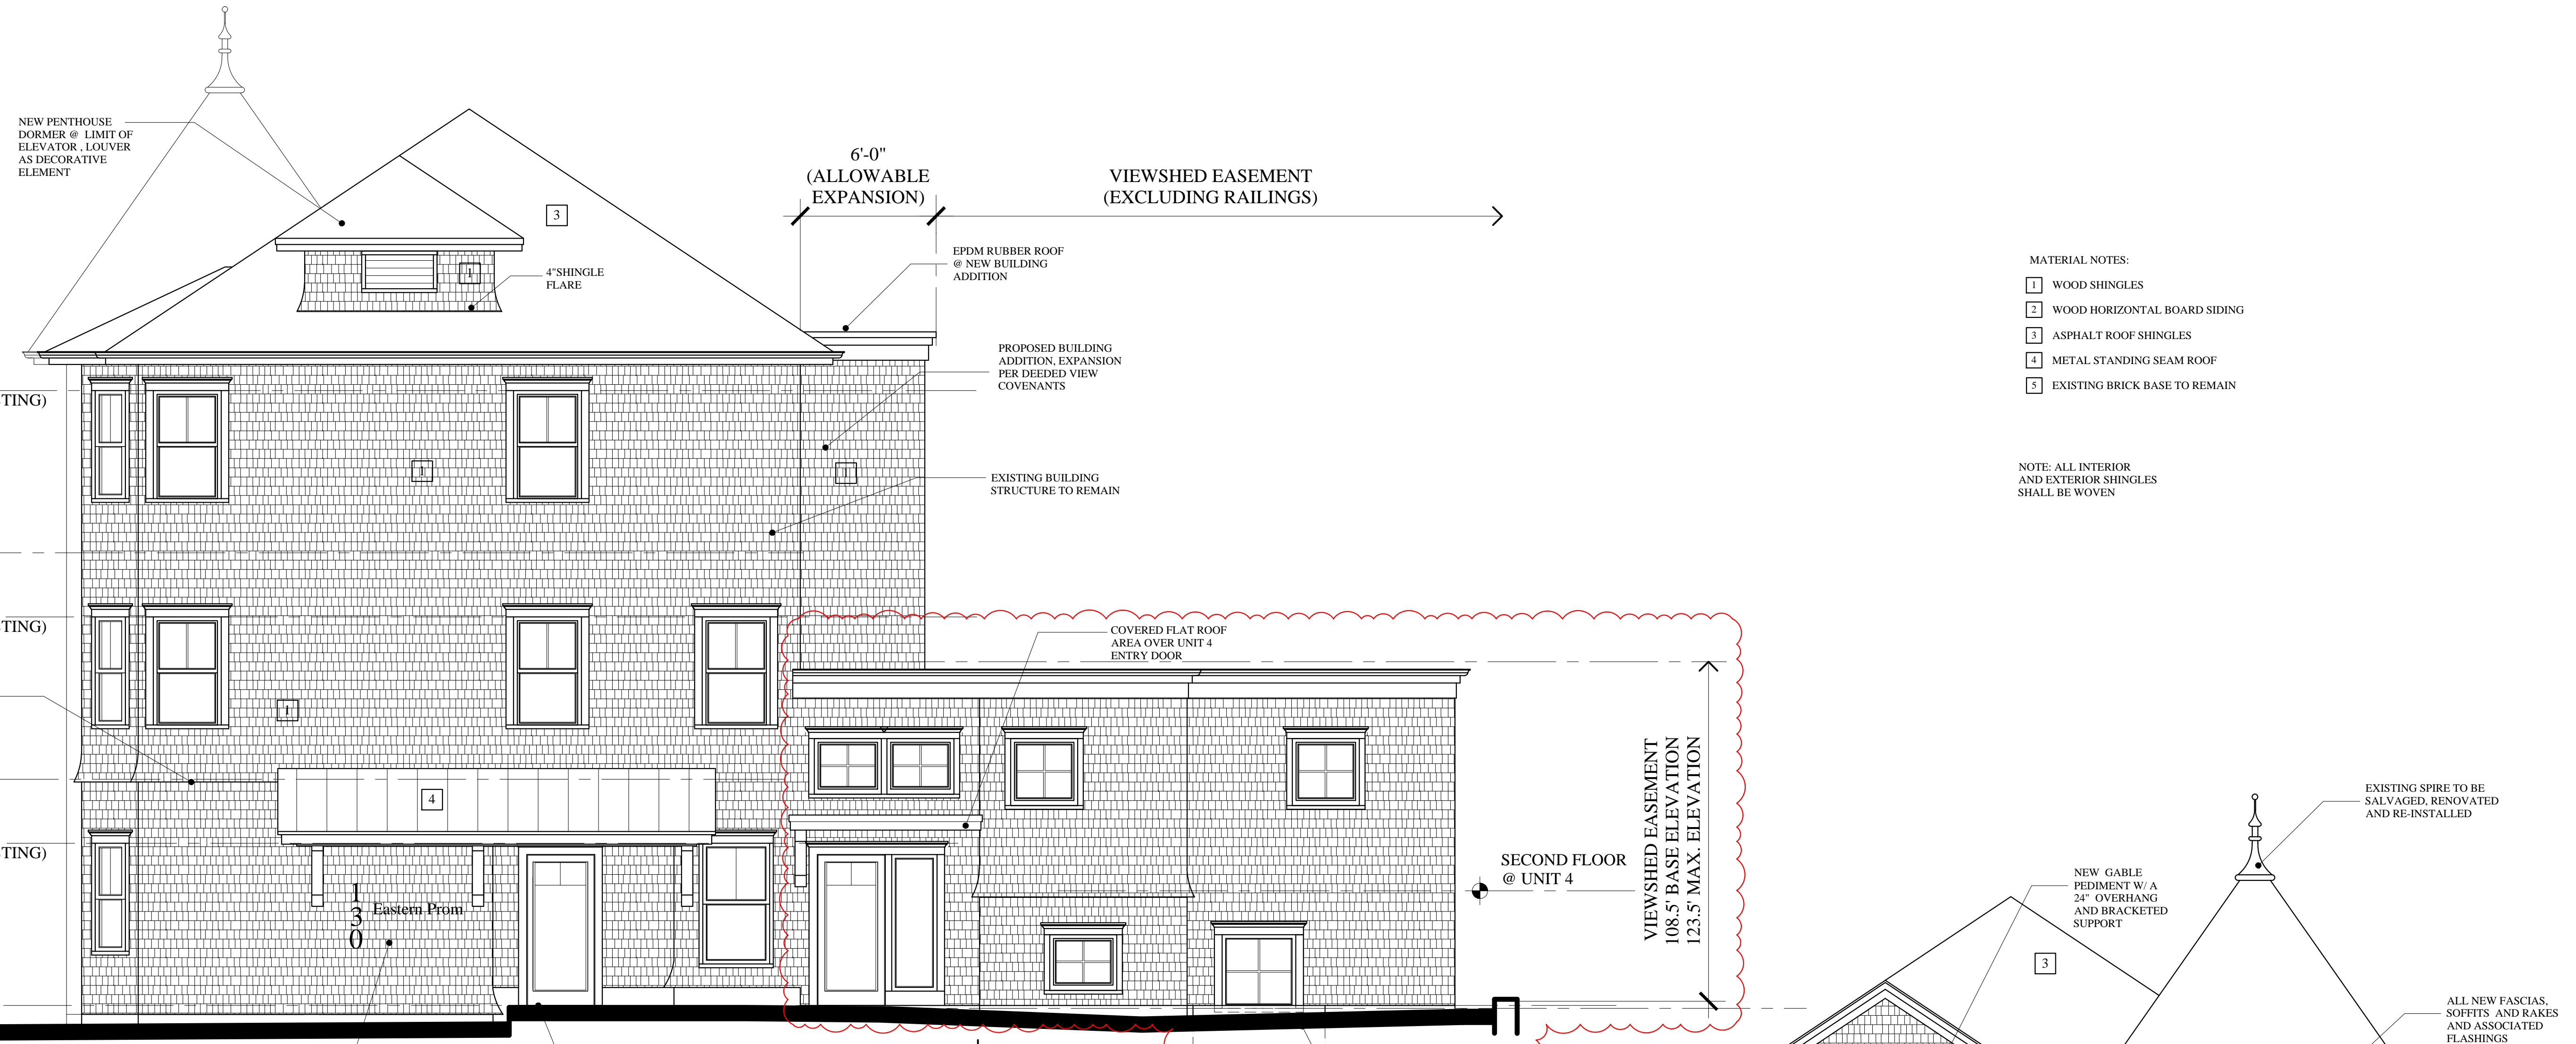 NEW PENTHOUSE
DORMER @ LIMIT OF
ELEVATOR , LOUVER
AS DECORATIVE
ELEMENT
3
1
4"SHINGLE
FLARE
6'-0"
(ALLOWABLE
EXPANSION)
VIEWSHED EASEMENT
(EXCLUDING RAILINGS)
EPDM RUBBER ROOF
@ NEW BUILDING
ADDITION
PROPOSED BUILDING
ADDITION, EXPANSION
PER DEEDED VIEW
COVENANTS
EXISTING BUILDING
STRUCTURE TO REMAIN
TING)
1
1
TING)
1
COVERED FLAT ROOF
AREA OVER UNIT 4
ENTRY DOOR
4
TING)
130
Eastern Prom
SECOND FLOOR
@ UNIT 4
VIEWSHED EASEMENT
108.5' BASE ELEVATION
123.5' MAX. ELEVATION
MATERIAL NOTES:
1 WOOD SHINGLES
2 WOOD HORIZONTAL BOARD SIDING
3 ASPHALT ROOF SHINGLES
4 METAL STANDING SEAM ROOF
5 EXISTING BRICK BASE TO REMAIN
NOTE: ALL INTERIOR
AND EXTERIOR SHINGLES
SHALL BE WOVEN
EXISTING SPIRE TO BE
SALVAGED, RENOVATED
AND RE-INSTALLED
NEW GABLE
PEDIMENT W/ A
24" OVERHANG
AND BRACKETED
SUPPORT
3
ALL NEW FASCIAS,
SOFFITS AND RAKES
AND ASSOCIATED
FLASHINGS